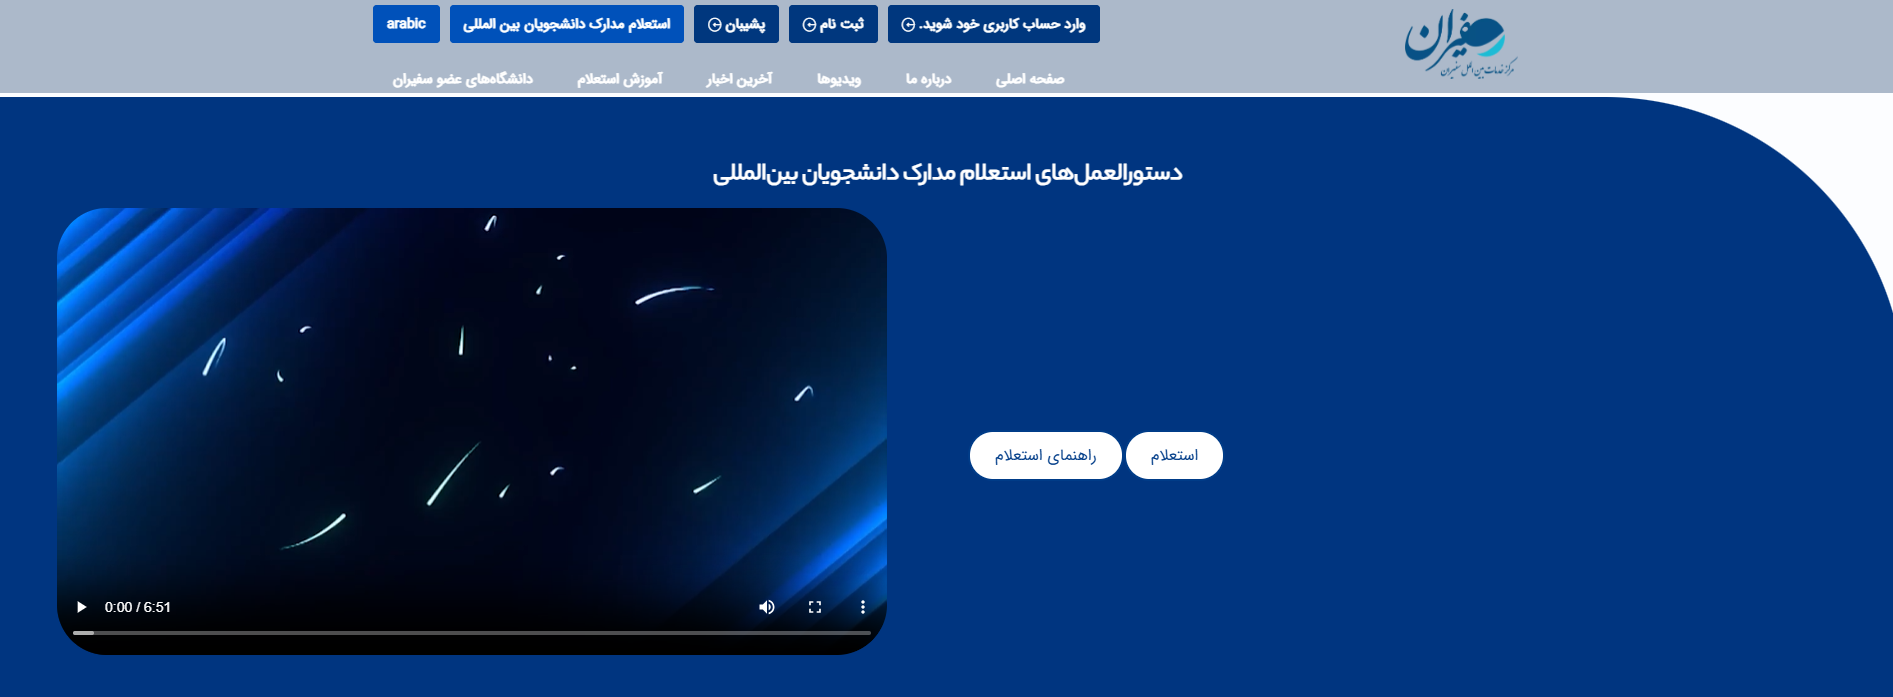 سفیران
مرکز خدمات بین الملل سفیران
وارد حساب کاربری خود شوید.
ثبت نام
پشیبان
استعلام مدارک دانشجویان بین المللی
arabic
صفحه اصلی
درباره ما
ویدیوها
آخرین اخبار
آموزش استعلام
دانشگاه‌های عضو سفیران
دستورالعمل‌های استعلام مدارک دانشجویان بین‌المللی
استعلام
راهنمای استعلام
0:00 / 6:51